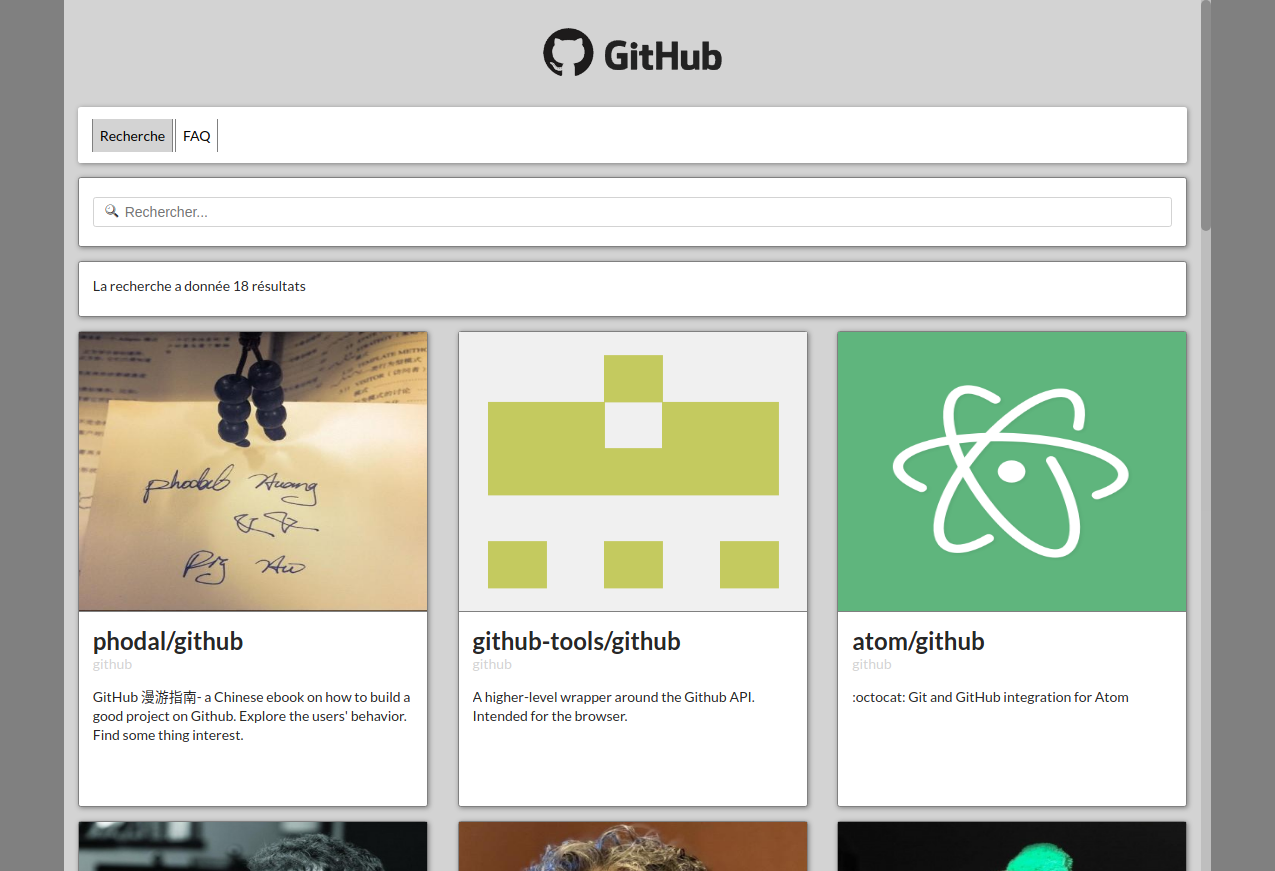 GitHub
Recherche FAQ
Rechercher...
La recherche a donnée 18 résultats
phodal Huang
phodal/github
github
GitHub 漫游指南- a Chinese ebook on how to build a
good project on Github. Explore the users' behavior.
Find some thing interest.
github-tools/github
github
A higher-level wrapper around the Github API.
Intended for the browser.
atom/github
github
:octocat: Git and GitHub integration for Atom